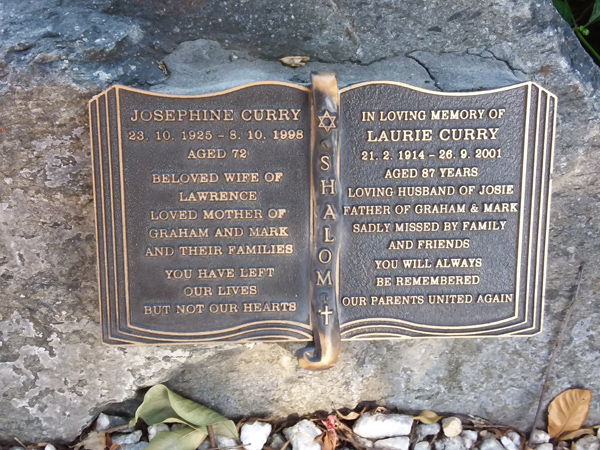 JOSEPHINE CURRY
23. 10. 1925 - 8. 10. 1998
AGED 72
BELOVED WIFE OF
LAWRENCE
LOVED MOTHER OF
GRAHAM AND MARK
AND THEIR FAMILIES
YOU HAVE LEFT
OUR LIVES
BUT NOT OUR HEARTS
SHALOM
IN LOVING MEMORY OF
LAURIE CURRY
21. 2. 1914 - 26. 9. 2001
AGED 87 YEARS
LOVING HUSBAND OF JOSIE
FATHER OF GRAHAM & MARK
SADLY MISSED BY FAMILY
AND FRIENDS
YOU WILL ALWAYS
BE REMEMBERED
OUR PARENTS UNITED AGAIN